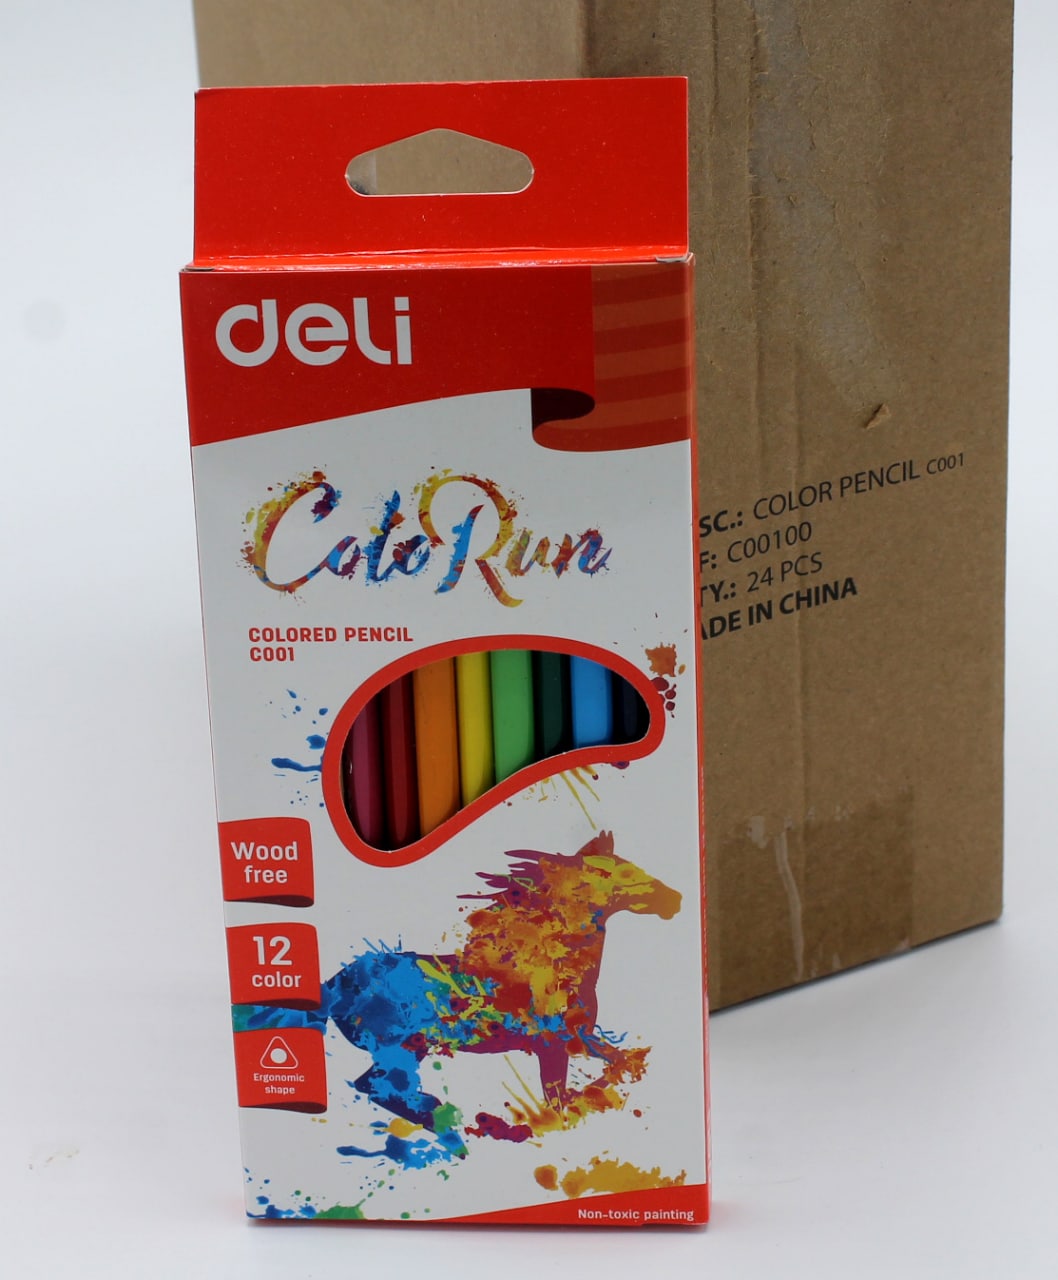 deli
ColoRun
COLORED PENCIL
C001
Wood
free
12
color
Ergonomic
shape
Non-toxic painting
SC.: COLOR PENCIL C001
F: C00100
TY.: 24 PCS
ADE IN CHINA